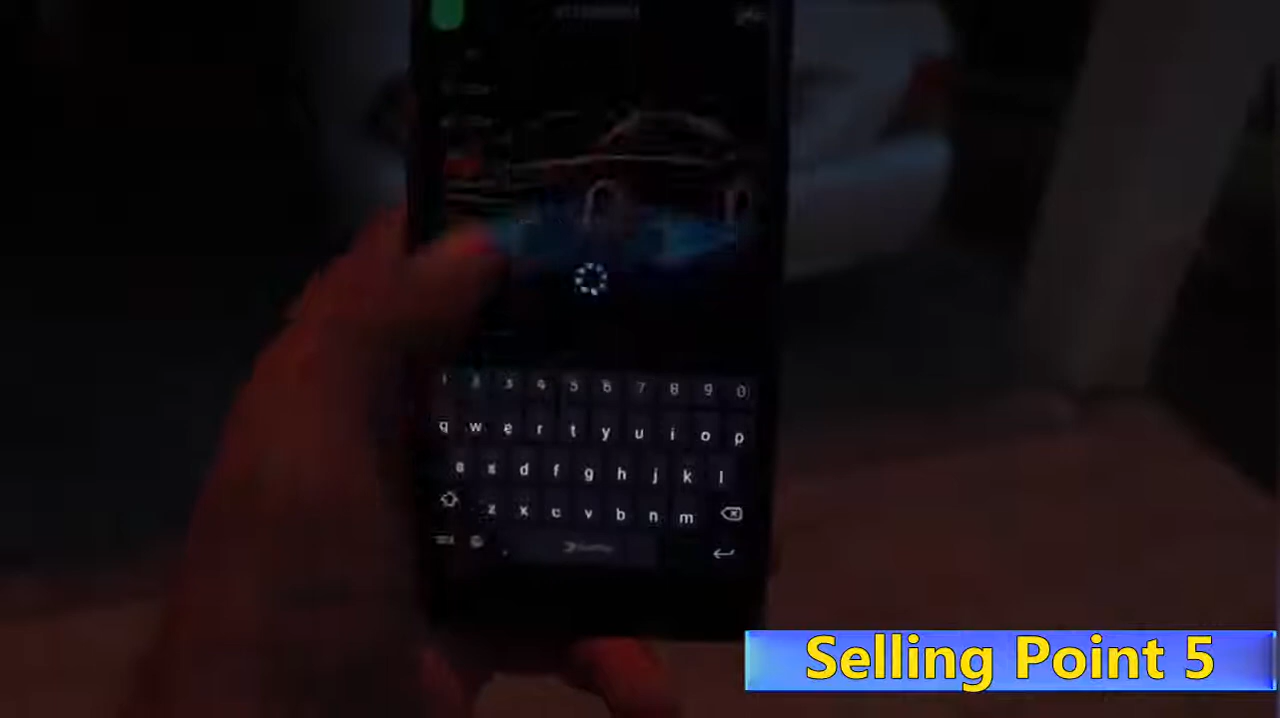 1 2 3 4 5 6 7 8 9 0
q w e r t y u i o p
a s d f g h j k l
z x c v b n m
,
Selling Point 5